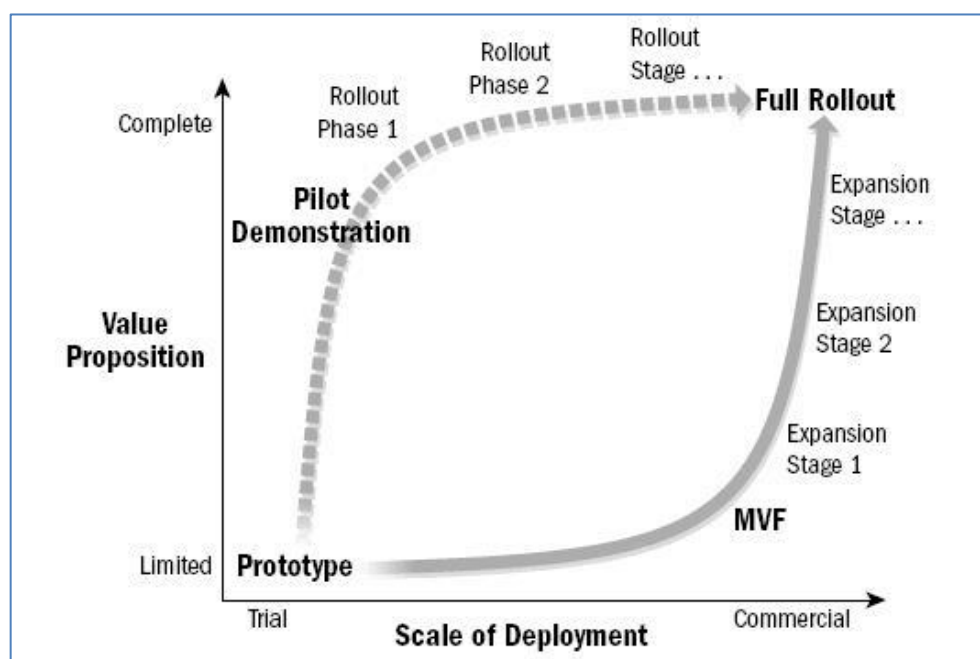 Rollout
Phase 1
Rollout
Phase 2
Rollout
Stage . . .
Full Rollout
Complete
Pilot
Demonstration
Expansion
Stage . . .
Value
Proposition
Expansion
Stage 2
Expansion
Stage 1
MVF
Limited
Prototype
Trial
Commercial
Scale of Deployment